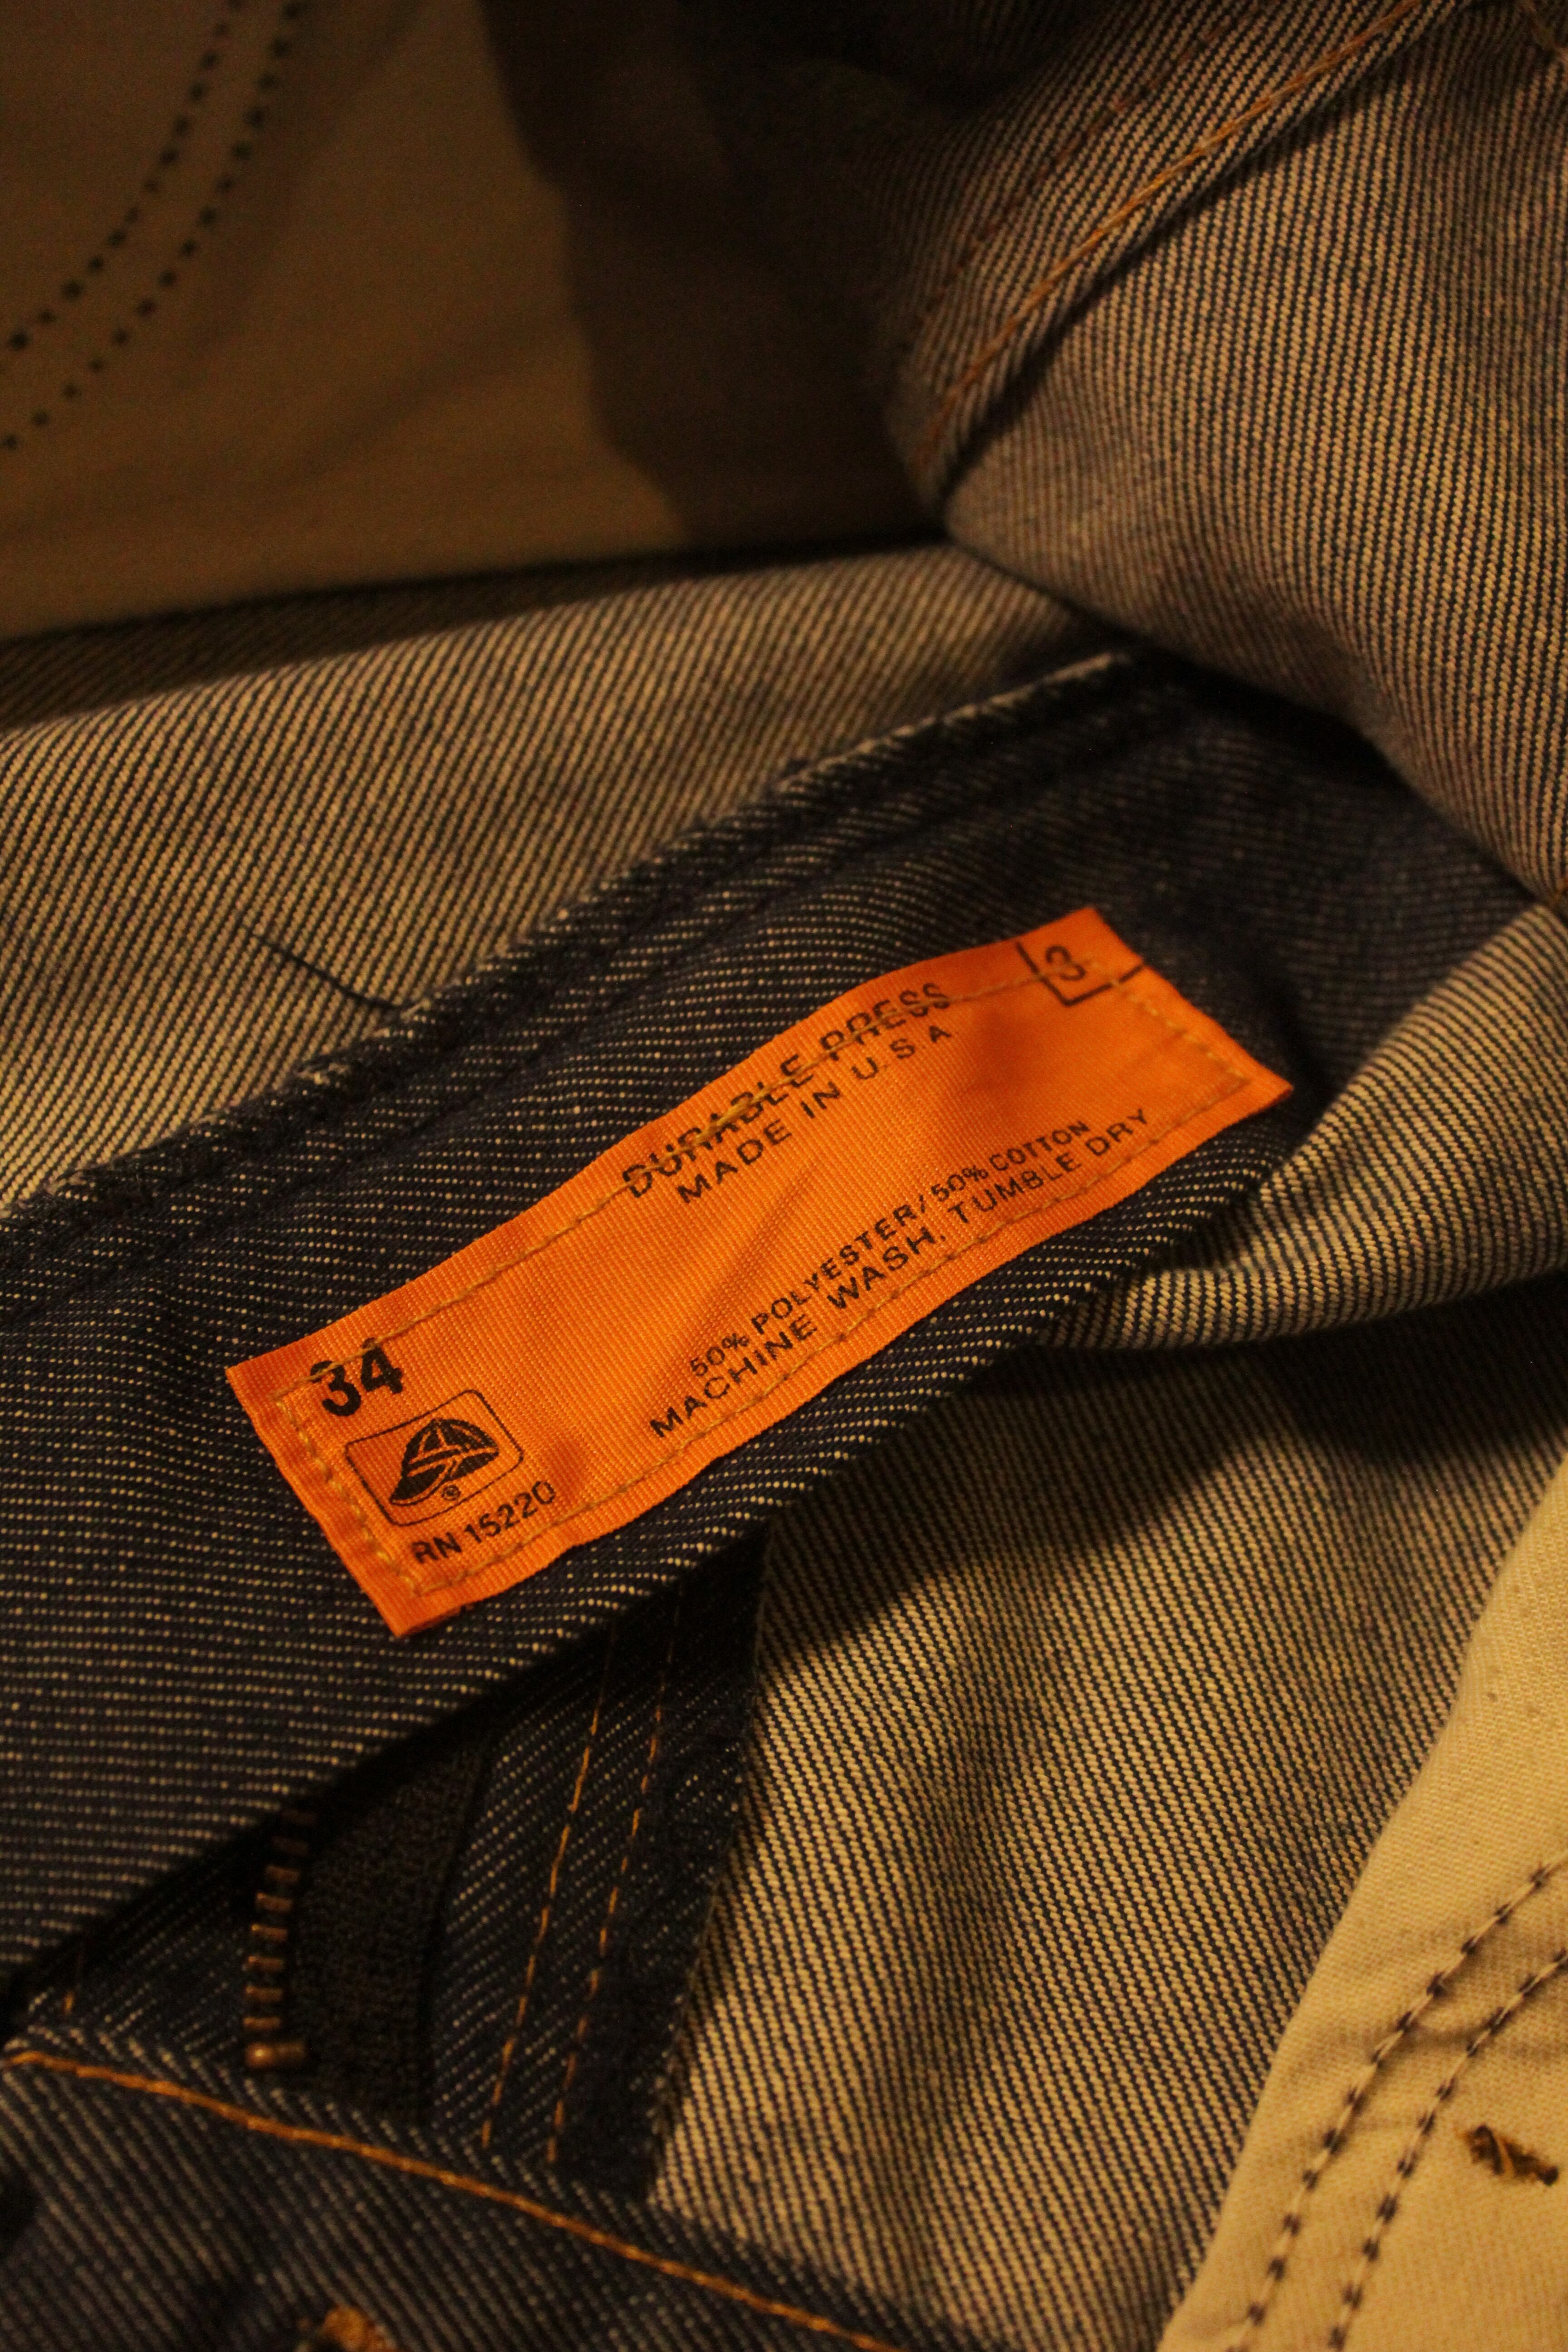 3
DURABLE PRESS
MADE IN U.S A
50% POLYESTER/50% COTTON
MACHINE WASH, TUMBLE DRY
34
®
RN 15220